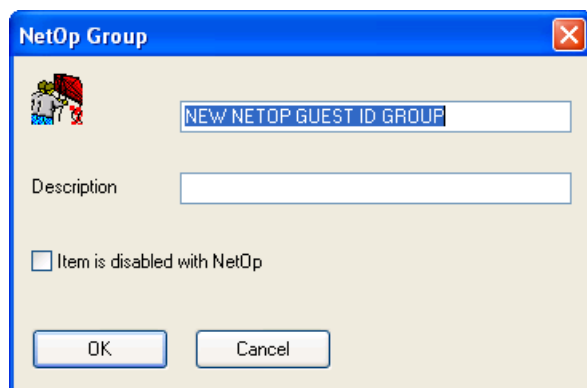 NetOp Group
NEW NETOP GUEST ID GROUP
Description
Item is disabled with NetOp
OK Cancel